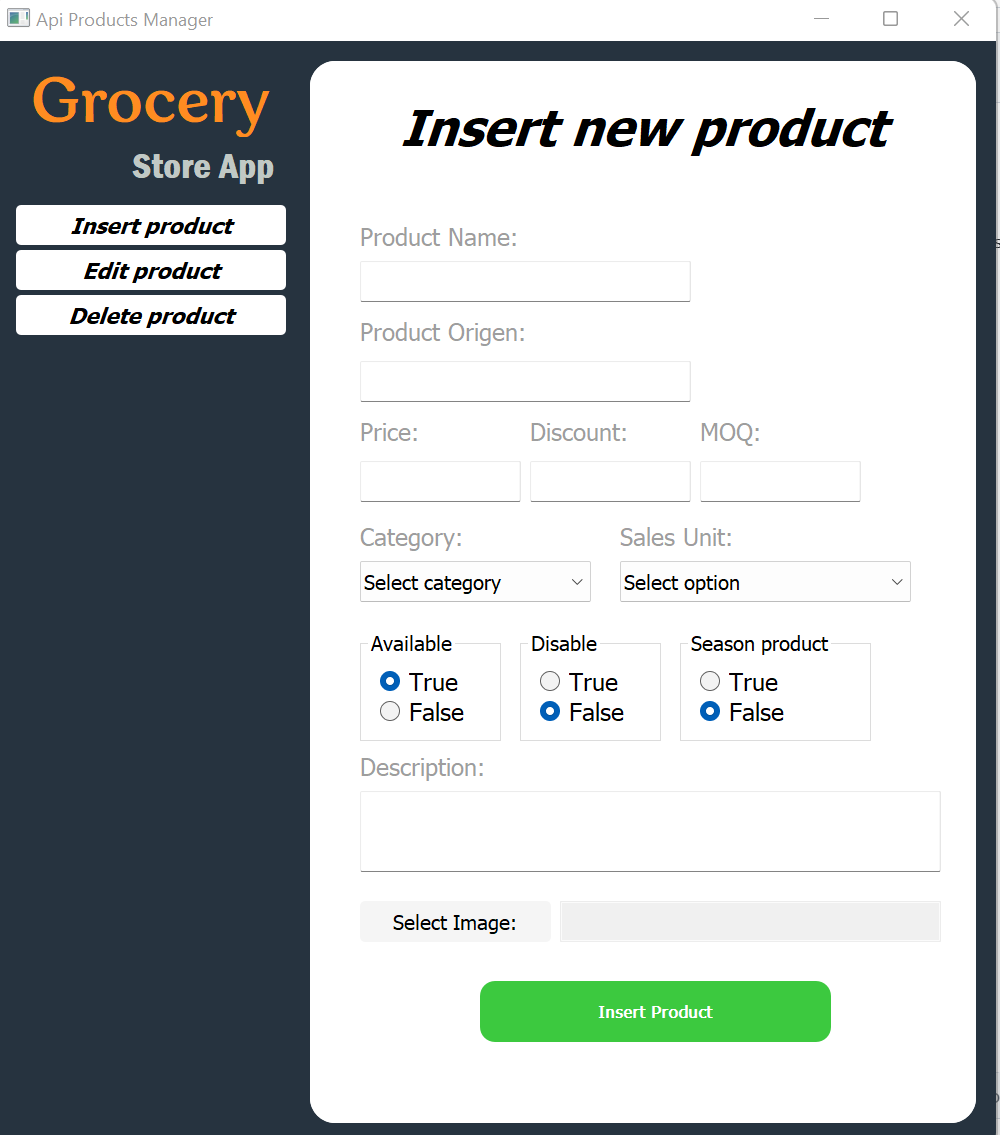 Api Products Manager
Grocery
Store App
Insert product
Edit product
Delete product
Insert new product
Product Name:
Product Origen:
Price: Discount: MOQ:
Category: Sales Unit:
Select category Select option
Available Disable Season product
True True True
False False False
Description:
Select Image:
Insert Product